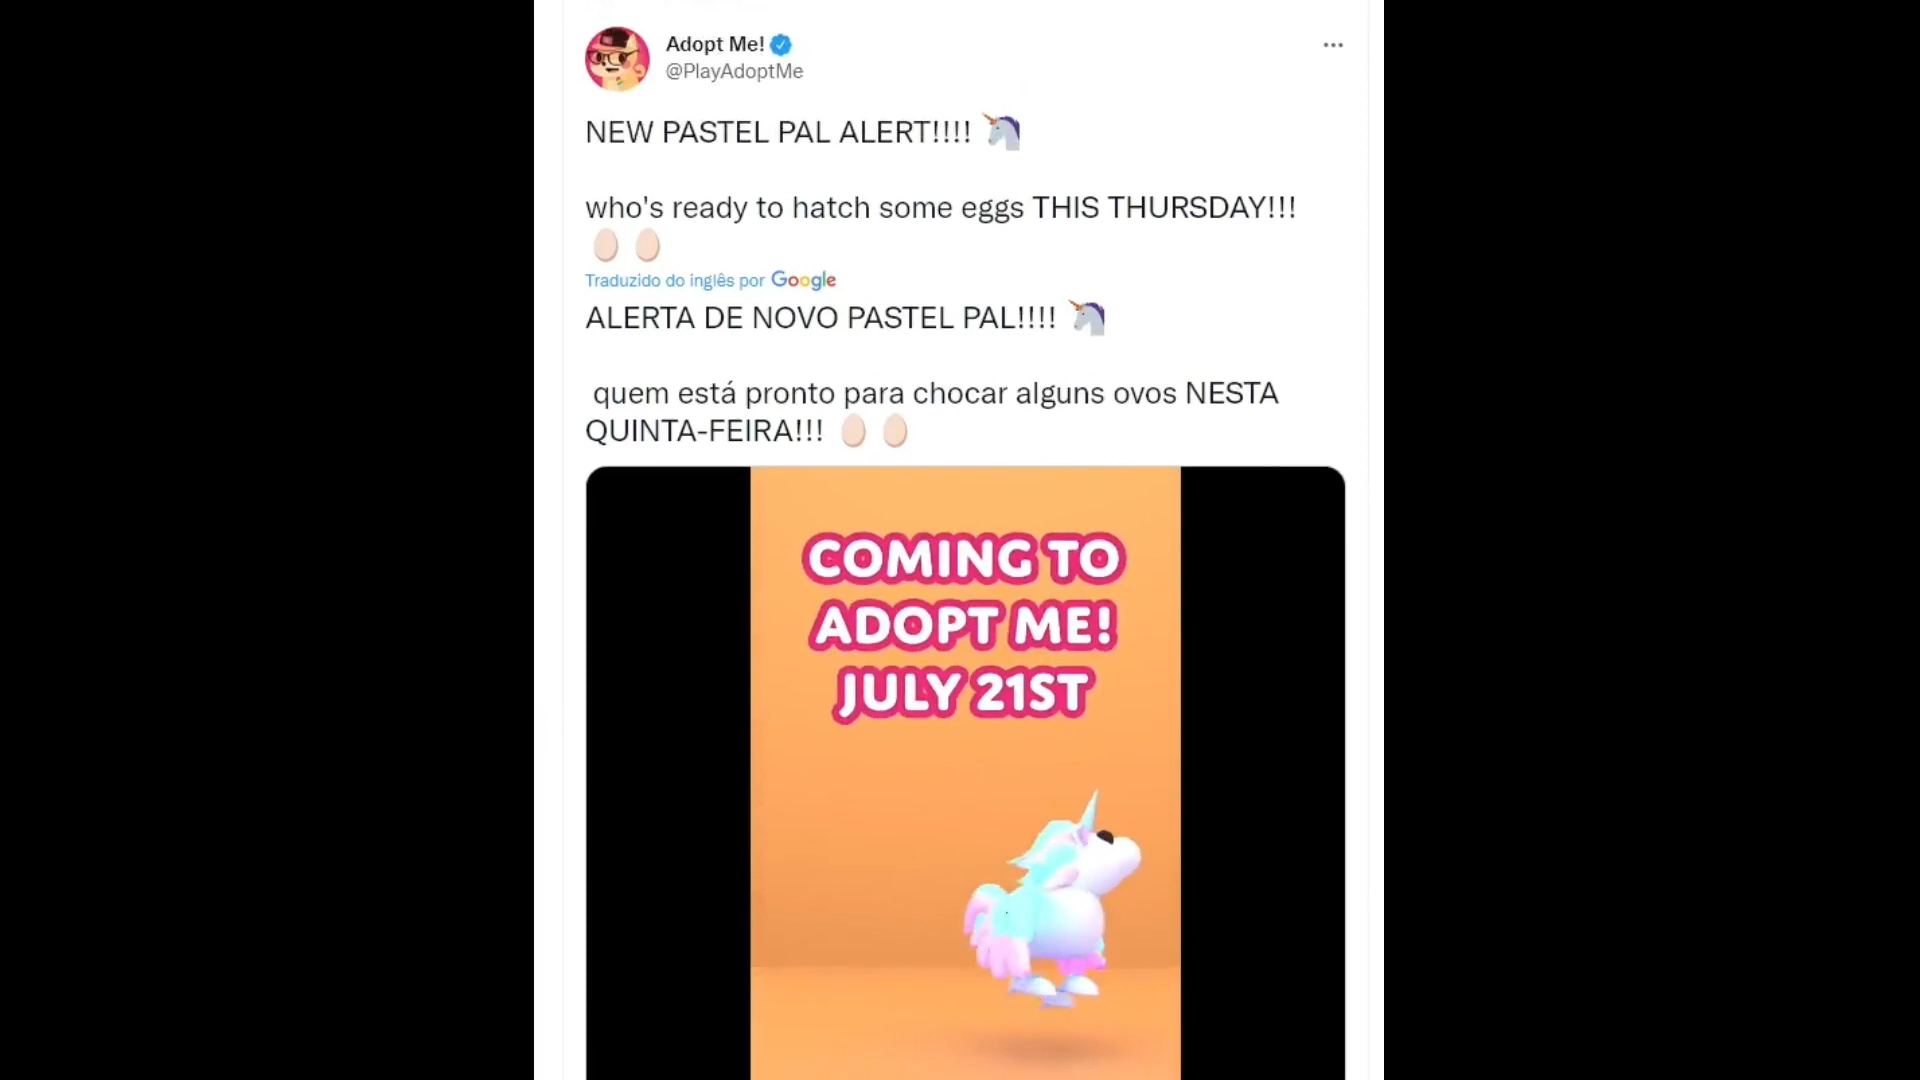 Adopt Me!
@PlayAdoptMe
NEW PASTEL PAL ALERT!!!! 🦄
who's ready to hatch some eggs THIS THURSDAY!!!
🥚 🥚
Traduzido do inglês por Google
ALERTA DE NOVO PASTEL PAL!!!! 🦄
quem está pronto para chocar alguns ovos NESTA
QUINTA-FEIRA!!! 🥚 🥚
COMING TO
ADOPT ME!
JULY 21ST